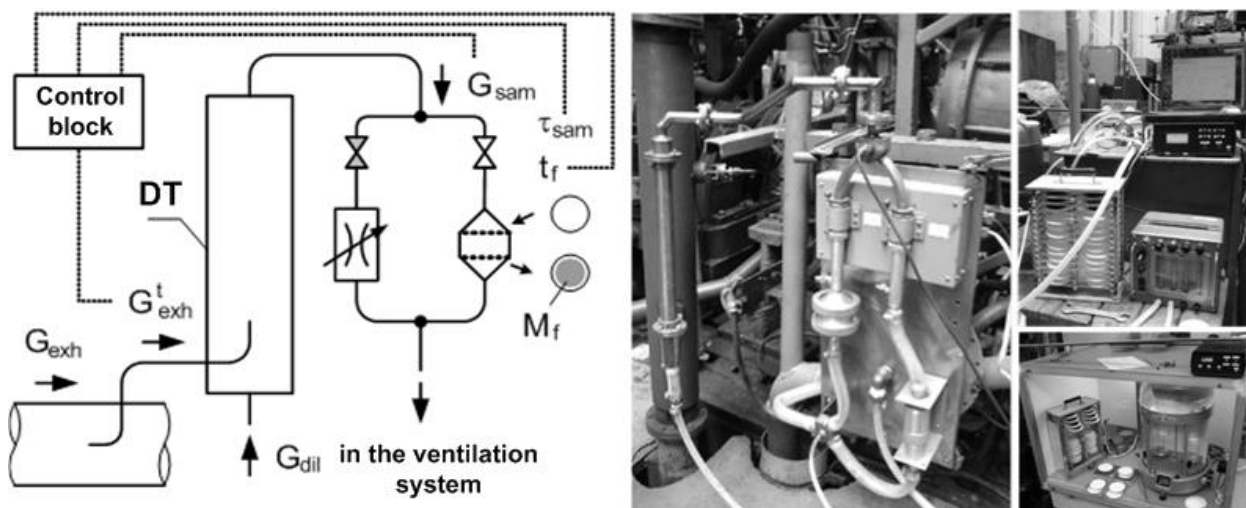 Control
block
G_sam
τ_sam
t_f
DT
G^t_exh
M_f
G_exh
G_dil
in the ventilation
system